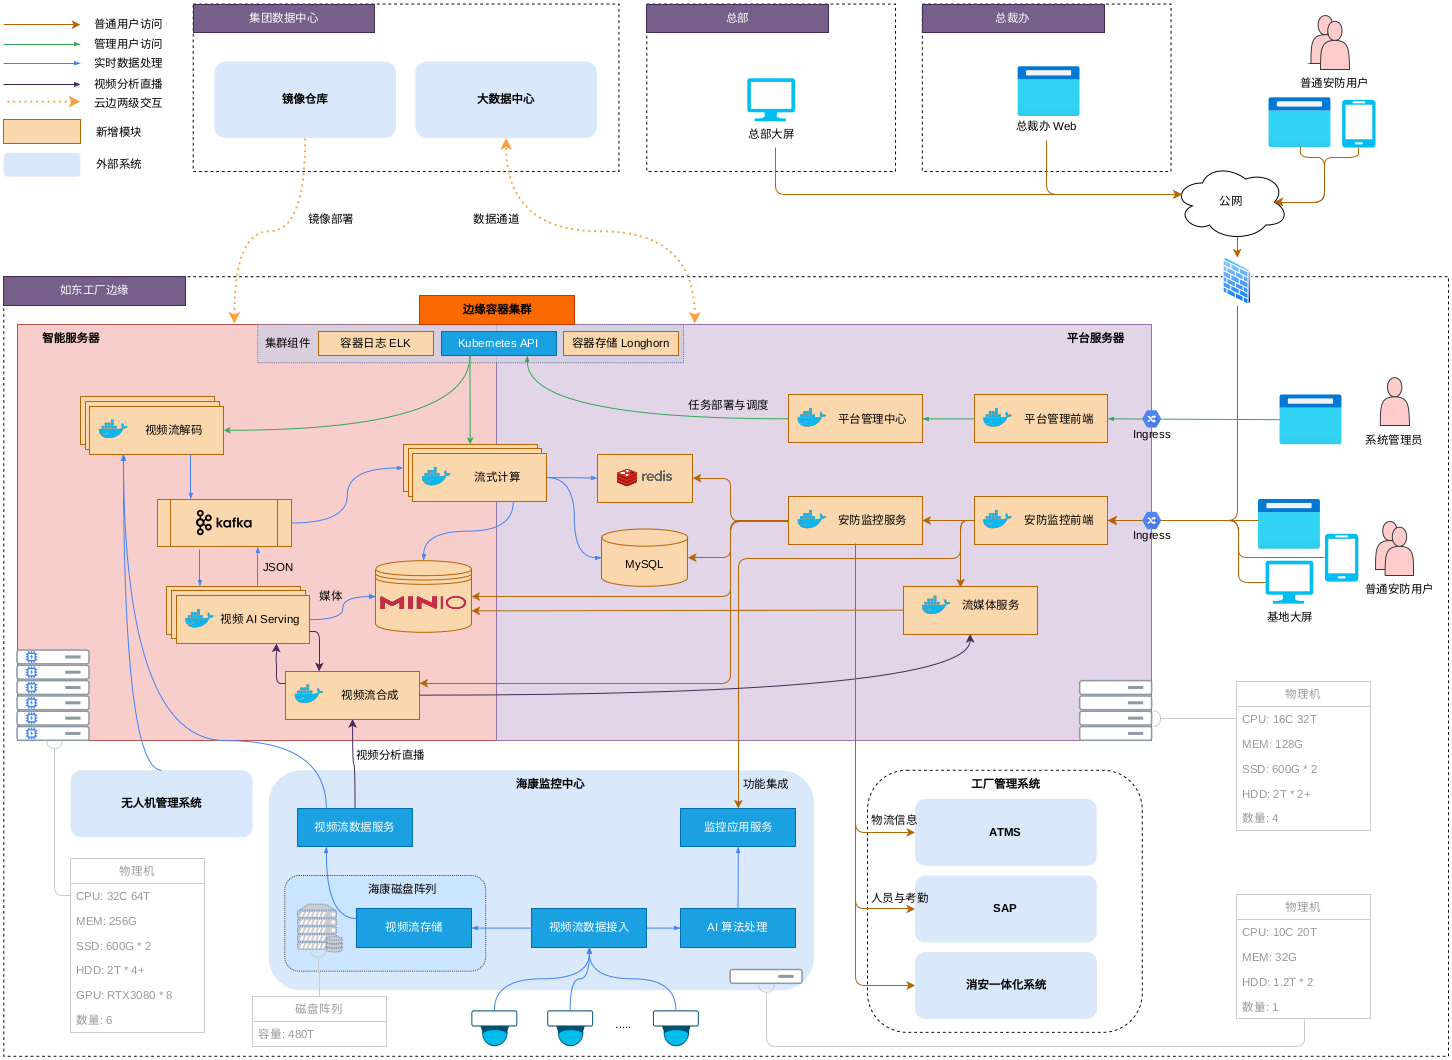 普通用户访问
管理用户访问
实时数据处理
视频分析直播
云边两级交互
新增模块
外部系统
集团数据中心
镜像仓库
大数据中心
总部
总部大屏
总裁办
总裁办 Web
普通安防用户
公网
镜像部署
数据通道
如东工厂边缘
边缘容器集群
智能服务器
集群组件
容器日志 ELK
Kubernetes API
容器存储 Longhorn
平台服务器
任务部署与调度
视频流解码
流式计算
redis
平台管理中心
平台管理前端
Ingress
系统管理员
kafka
MySQL
安防监控服务
安防监控前端
Ingress
JSON
媒体
MINIO
视频 AI Serving
流媒体服务
基地大屏
普通安防用户
视频流合成
视频分析直播
物理机
CPU: 16C 32T
MEM: 128G
SSD: 600G * 2
HDD: 2T * 2+
数量: 4
无人机管理系统
海康监控中心
功能集成
视频流数据服务
监控应用服务
海康磁盘阵列
视频流存储
视频流数据接入
AI 算法处理
工厂管理系统
物流信息
ATMS
人员与考勤
SAP
消安一体化系统
物理机
CPU: 32C 64T
MEM: 256G
SSD: 600G * 2
HDD: 2T * 4+
GPU: RTX3080 * 8
数量: 6
磁盘阵列
容量: 480T
.....
物理机
CPU: 10C 20T
MEM: 32G
HDD: 1.2T * 2
数量: 1